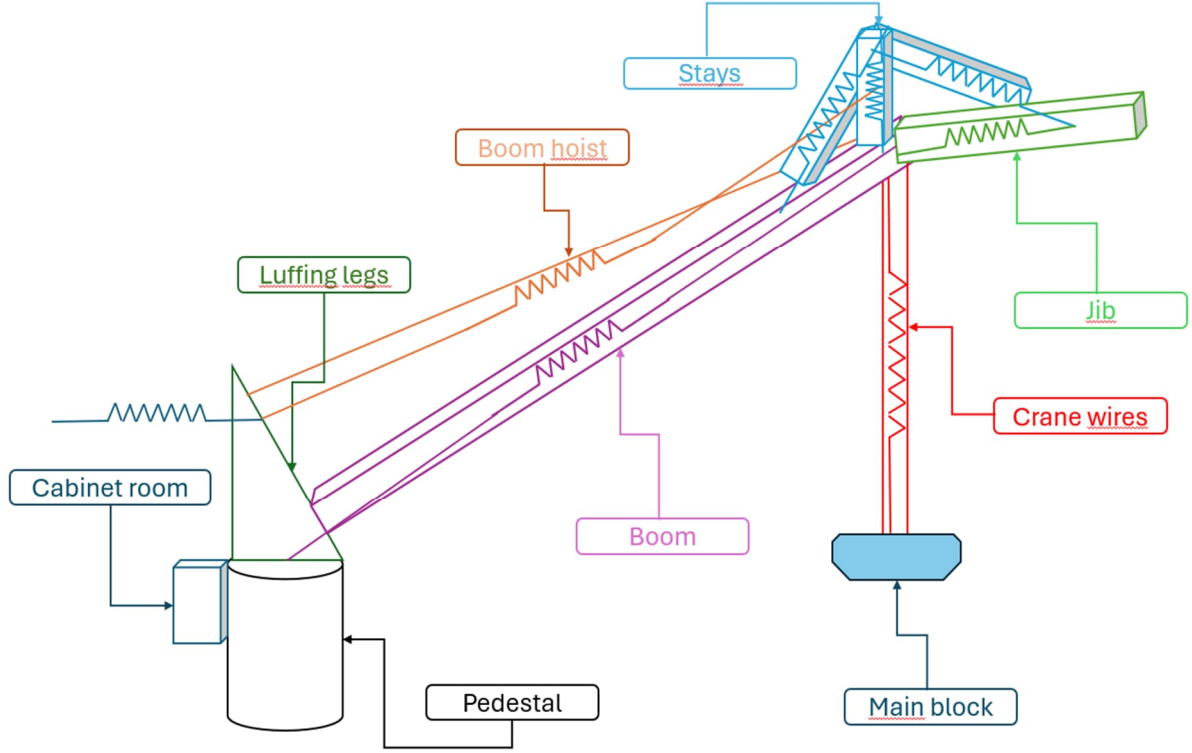 Stays
Boom hoist
Luffing legs
Jib
Crane wires
Cabinet room
Boom
Pedestal
Main block